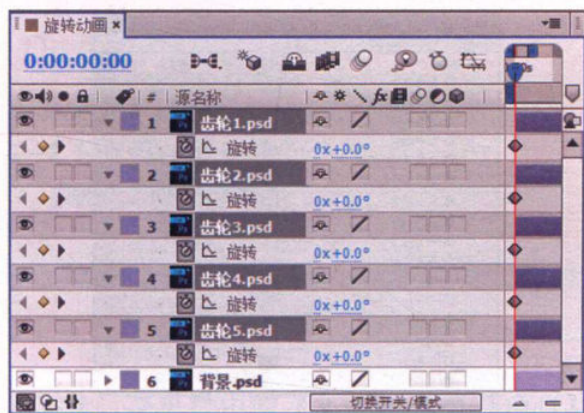 旋转动画
0:00:00:00
# 源名称
1 齿轮1.psd
旋转 0x+0.0°
2 齿轮2.psd
旋转 0x+0.0°
3 齿轮3.psd
旋转 0x+0.0°
4 齿轮4.psd
旋转 0x+0.0°
5 齿轮5.psd
旋转 0x+0.0°
6 背景.psd
切换开关/模式